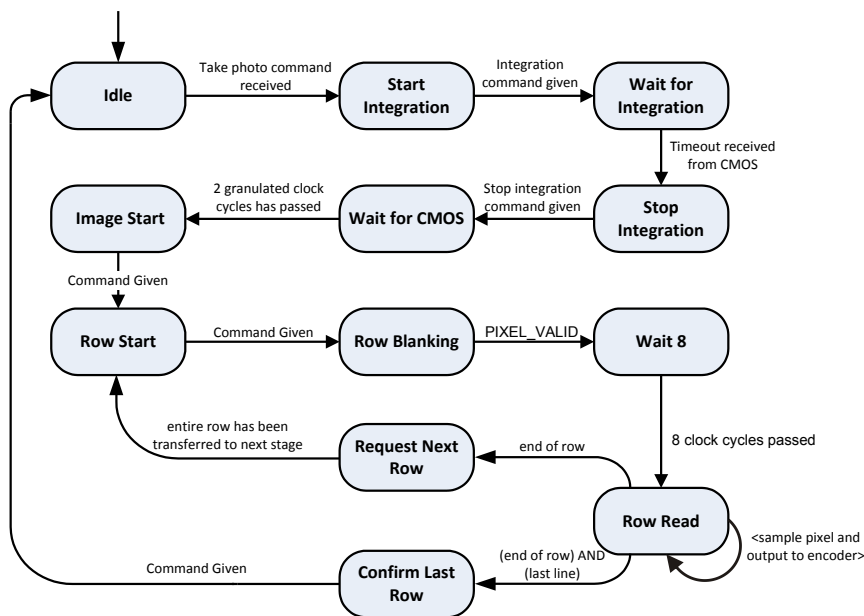 Idle
Take photo command
received
Start
Integration
Integration
command given
Wait for
Integration
Timeout received
from CMOS
Image Start
2 granulated clock
cycles has passed
Wait for CMOS
Stop integration
command given
Stop
Integration
Command Given
Row Start
Command Given
Row Blanking
PIXEL_VALID
Wait 8
8 clock cycles passed
entire row has been
transferred to next stage
Request Next
Row
end of row
Row Read
<sample pixel and
output to encoder>
Command Given
Confirm Last
Row
(end of row) AND
(last line)